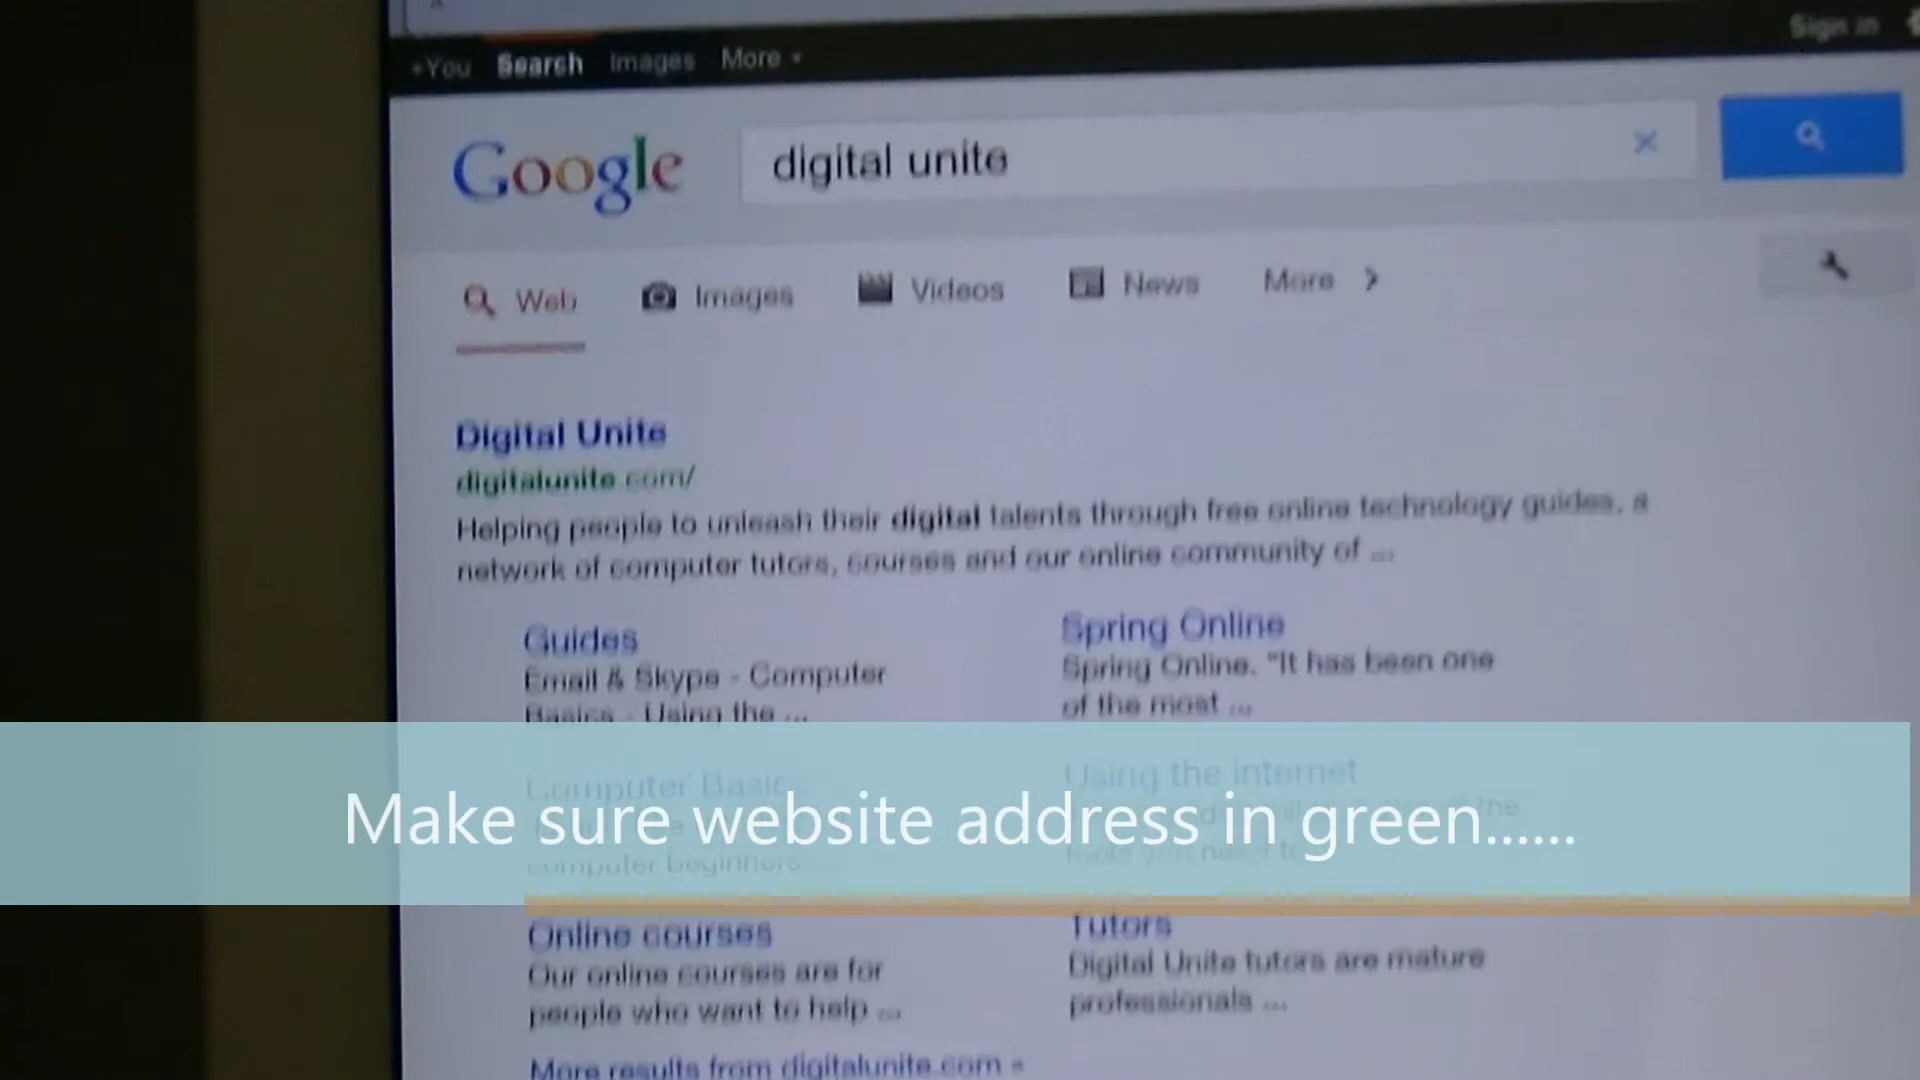 +You Search Images More
Sign in
Google digital unite
Web Images Videos News More
Digital Unite
digitalunite.com/
Helping people to unleash their digital talents through free online technology guides, a
network of computer tutors, courses and our online community of ...
Guides
Email & Skype - Computer
Basics - Using the ...
Spring Online
Spring Online. "It has been one
of the most ...
Computer Basics
computer beginners
Using the internet
Make sure website address in green......
Online courses
Our online courses are for
people who want to help ...
Tutors
Digital Unite tutors are mature
professionals ...
More results from digitalunite.com »